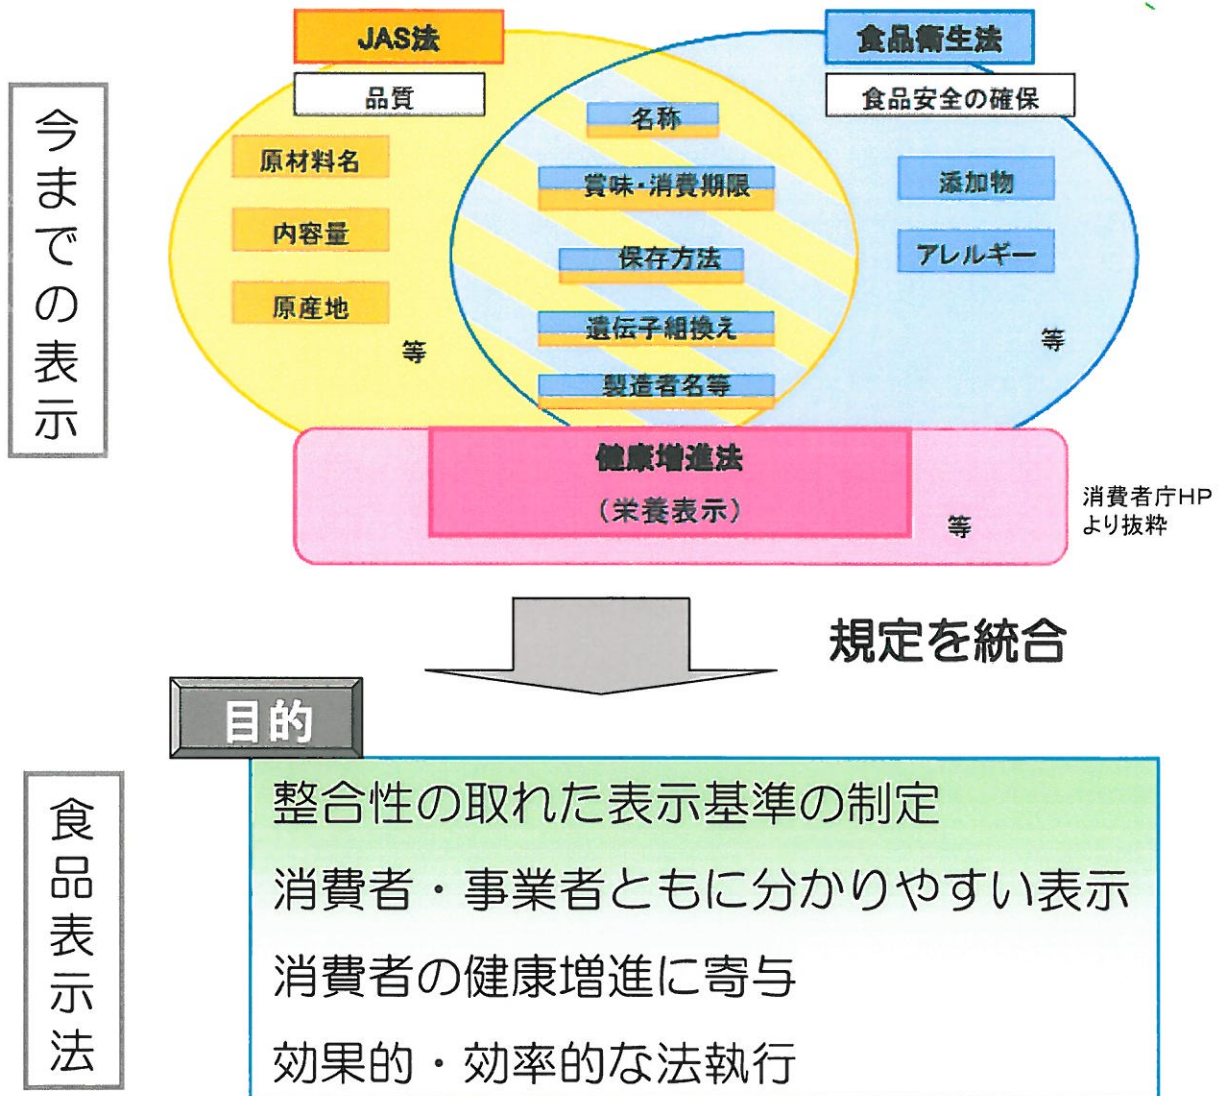 今までの表示
JAS法
品質
原材料名
内容量
原産地
等
名称
賞味・消費期限
保存方法
遺伝子組換え
製造者名等
食品衛生法
食品安全の確保
添加物
アレルギー
等
健康増進法
（栄養表示）
等
消費者庁HP
より抜粋
規定を統合
目的
食品表示法
整合性の取れた表示基準の制定
消費者・事業者ともに分かりやすい表示
消費者の健康増進に寄与
効果的・効率的な法執行